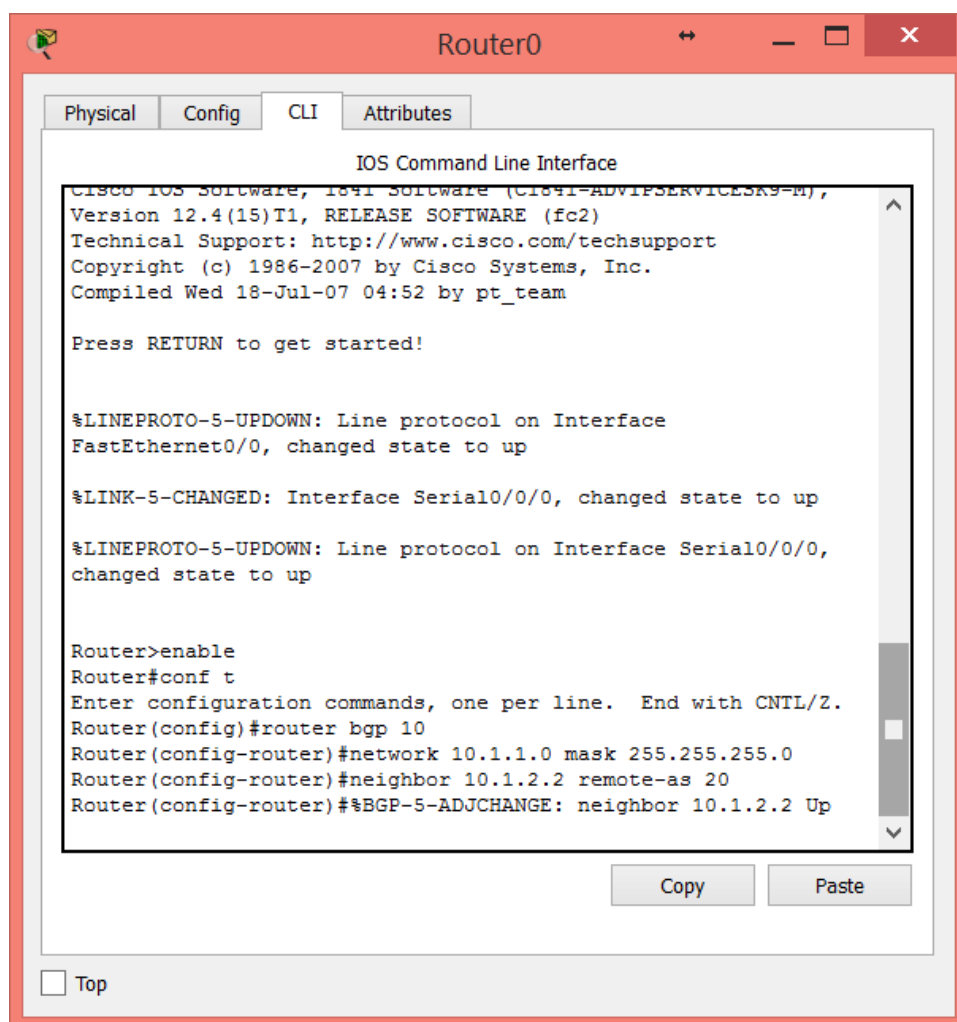 Router0
Physical Config CLI Attributes
IOS Command Line Interface
Cisco IOS Software, 1841 Software (C1841-ADVIPSERVICESK9-M),
Version 12.4(15)T1, RELEASE SOFTWARE (fc2)
Technical Support: http://www.cisco.com/techsupport
Copyright (c) 1986-2007 by Cisco Systems, Inc.
Compiled Wed 18-Jul-07 04:52 by pt_team
Press RETURN to get started!
%LINEPROTO-5-UPDOWN: Line protocol on Interface
FastEthernet0/0, changed state to up
%LINK-5-CHANGED: Interface Serial0/0/0, changed state to up
%LINEPROTO-5-UPDOWN: Line protocol on Interface Serial0/0/0,
changed state to up
Router>enable
Router#conf t
Enter configuration commands, one per line.  End with CNTL/Z.
Router(config)#router bgp 10
Router(config-router)#network 10.1.1.0 mask 255.255.255.0
Router(config-router)#neighbor 10.1.2.2 remote-as 20
Router(config-router)#%BGP-5-ADJCHANGE: neighbor 10.1.2.2 Up
Copy Paste
Top